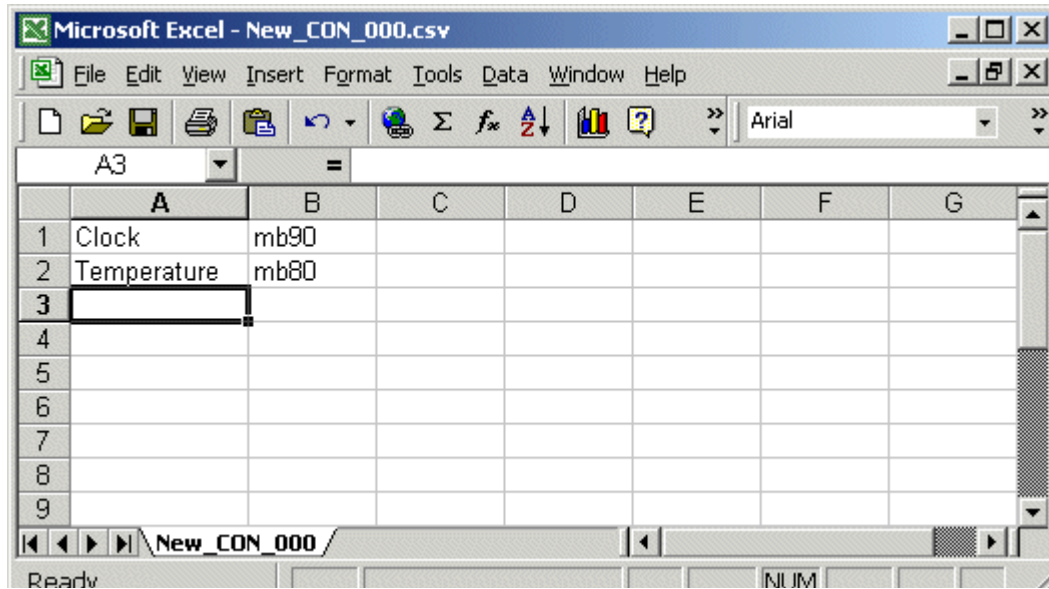 Microsoft Excel - New_CON_000.csv
File Edit View Insert Format Tools Data Window Help
Σ fx A Z ? » Arial »
A3 =
A B C D E F G
1 Clock mb90
2 Temperature mb80
3
4
5
6
7
8
9
New_CON_000
Ready NUM